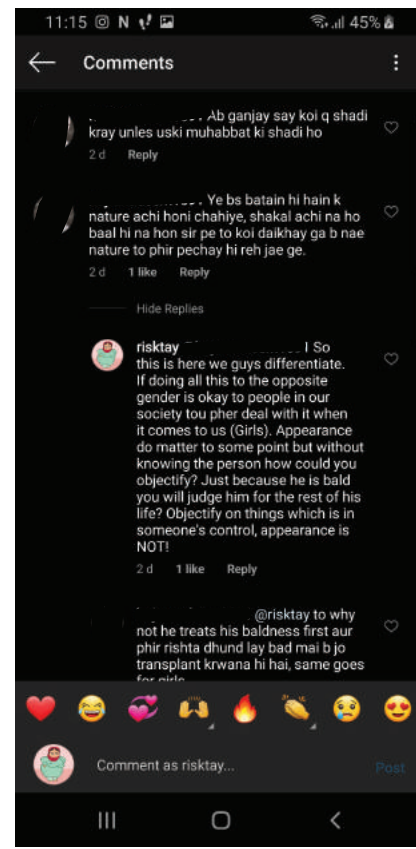 11:15 N 45%
Comments
Ab ganjay say koi q shadi
kray unles uski muhabbat ki shadi ho
2 d Reply
Ye bs batain hi hain k
nature achi honi chahiye, shakal achi na ho
baal hi na hon sir pe to koi daikhay ga b nae
nature to phir pechay hi reh jae ge.
2 d 1 like Reply
Hide Replies
risktay I So
this is here we guys differentiate.
If doing all this to the opposite
gender is okay to people in our
society tou pher deal with it when
it comes to us (Girls). Appearance
do matter to some point but without
knowing the person how could you
objectify? Just because he is bald
you will judge him for the rest of his
life? Objectify on things which is in
someone's control, appearance is
NOT!
2 d 1 like Reply
@risktay to why
not he treats his baldness first aur
phir rishta dhund lay bad mai b jo
transplant krwana hi hai, same goes
for girls
Comment as risktay...
Post